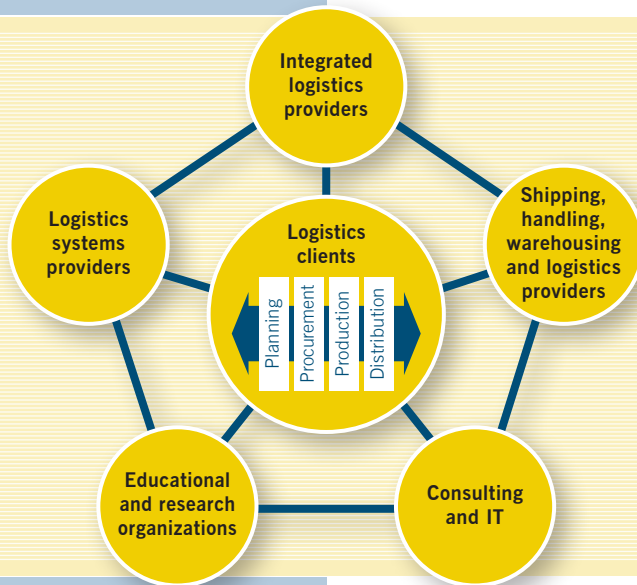 Integrated
logistics
providers
Logistics
systems
providers
Shipping,
handling,
warehousing
and logistics
providers
Logistics
clients
Planning
Procurement
Production
Distribution
Educational
and research
organizations
Consulting
and IT